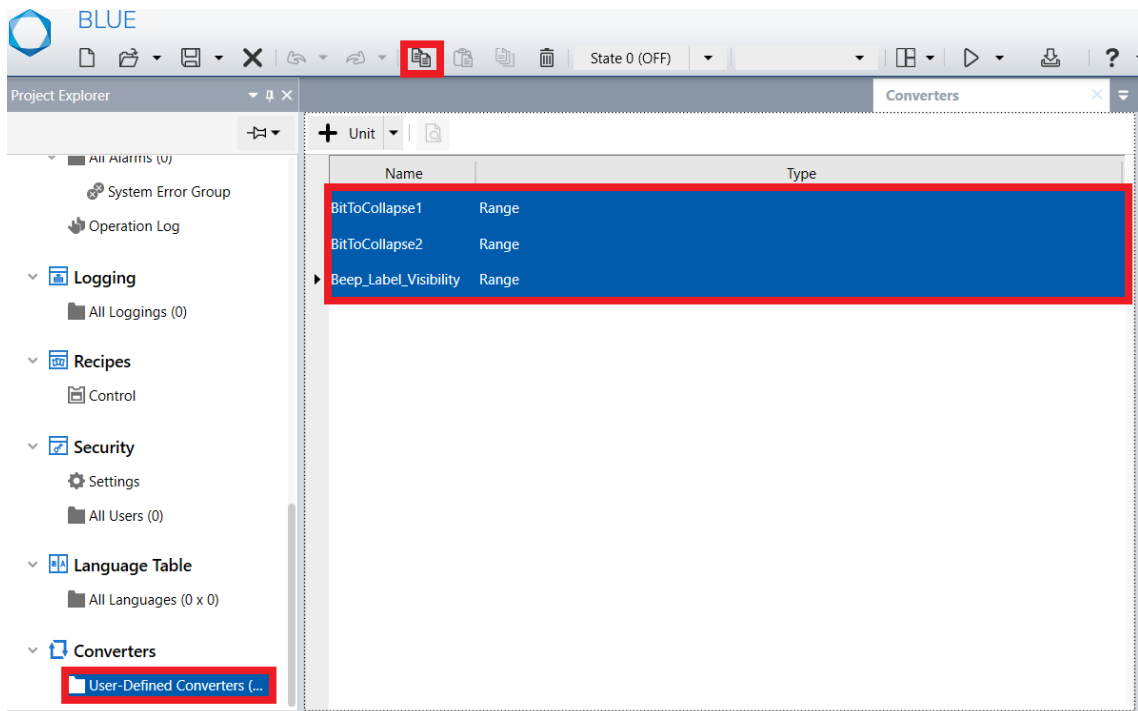 BLUE
State 0 (OFF)
?
Project Explorer
Converters
Unit
All Alarms (0)
System Error Group
Operation Log
Logging
All Loggings (0)
Recipes
Control
Security
Settings
All Users (0)
Language Table
All Languages (0 x 0)
Converters
User-Defined Converters (...
Name Type
BitToCollapse1 Range
BitToCollapse2 Range
Beep_Label_Visibility Range